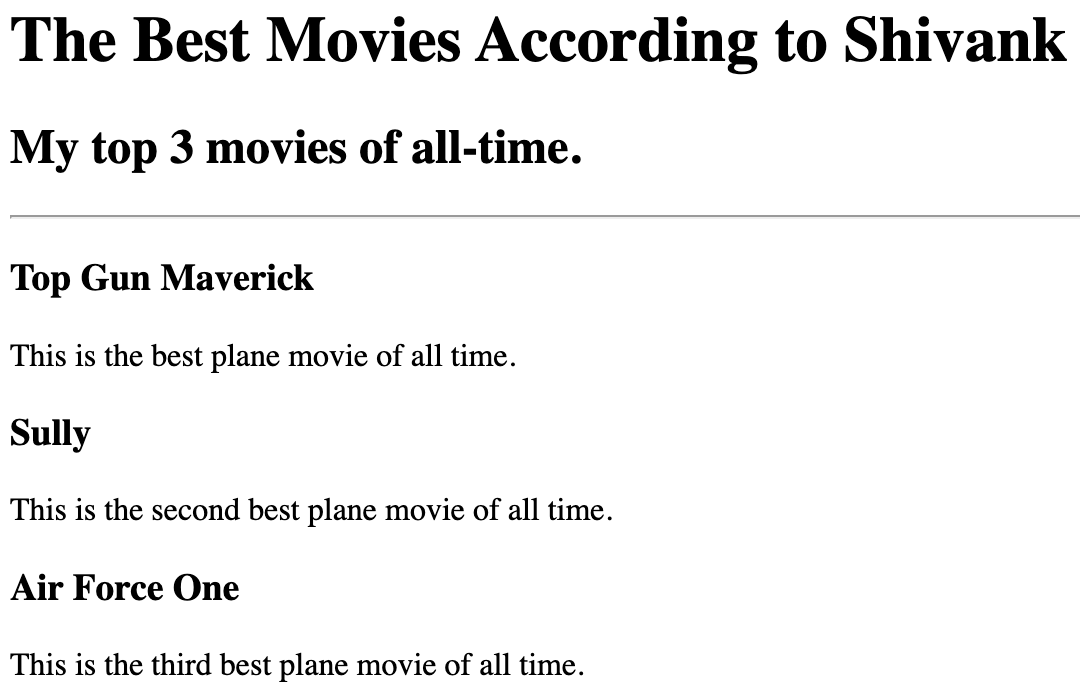 The Best Movies According to Shivank
My top 3 movies of all-time.
Top Gun Maverick
This is the best plane movie of all time.
Sully
This is the second best plane movie of all time.
Air Force One
This is the third best plane movie of all time.